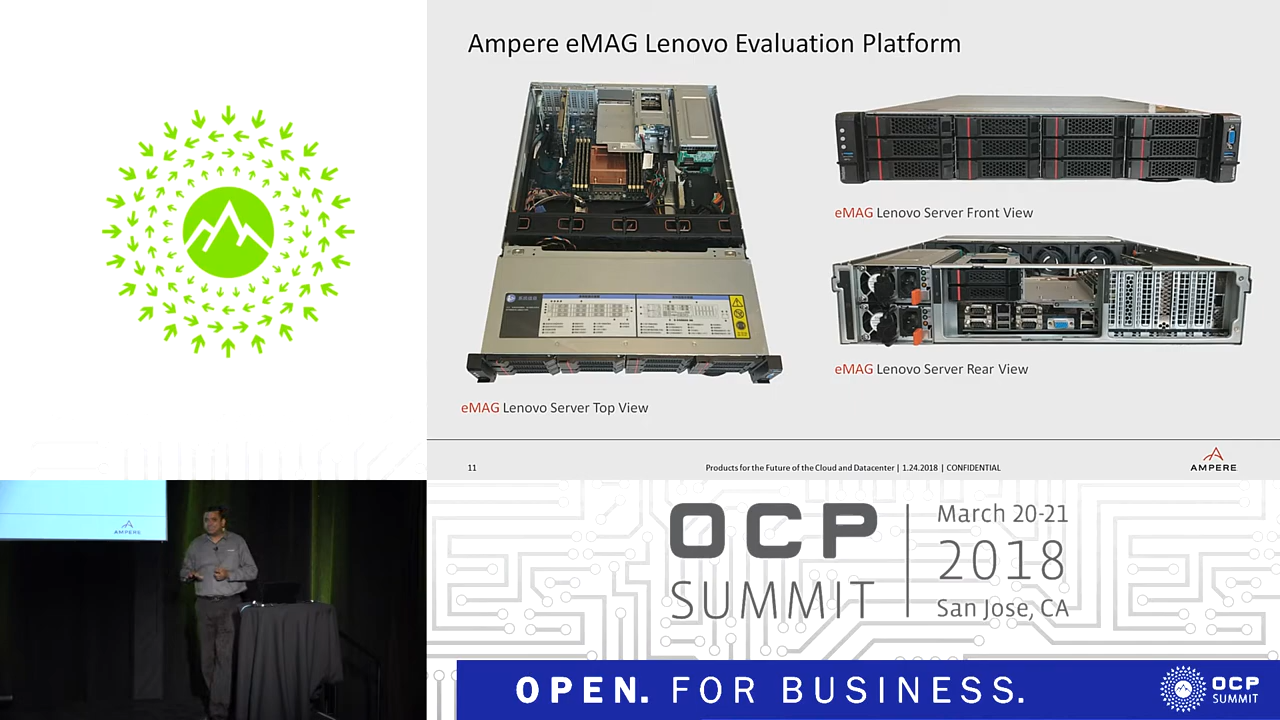 Ampere eMAG Lenovo Evaluation Platform
eMAG Lenovo Server Front View
eMAG Lenovo Server Rear View
eMAG Lenovo Server Top View
11
Products for the Future of the Cloud and Datacenter | 1.24.2018 | CONFIDENTIAL
AMPERE
AMPERE
OCP
SUMMIT
March 20-21
2018
San Jose, CA
OPEN. FOR BUSINESS.
OCP
SUMMIT